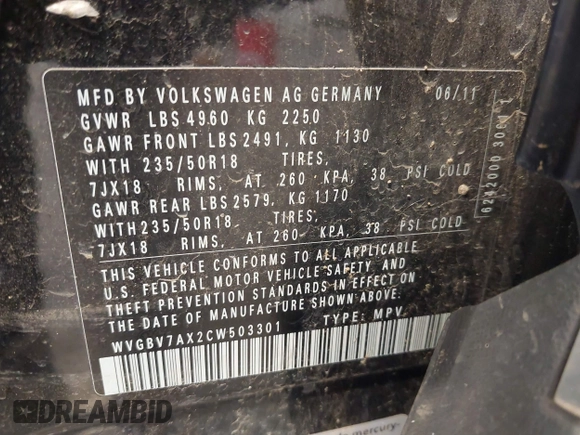 MFD BY VOLKSWAGEN AG GERMANY 06/11
GVWR LBS 4960 KG 2250
GAWR FRONT LBS 2491, KG 1130
WITH 235/50R18 TIRES,
7JX18 RIMS, AT 260 KPA, 38 PSI COLD
GAWR REAR LBS 2579, KG 1170
WITH 235/50R18, TIRES,
7JX18 RIMS, AT 260 KPA, 38 PSI COLD
THIS VEHICLE CONFORMS TO ALL APPLICABLE
U.S. FEDERAL MOTOR VEHICLE SAFETY, AND
THEFT PREVENTION STANDARDS IN EFFECT ON
THE DATE OF MANUFACTURE SHOWN ABOVE.
WVGBV7AX2CW503301 TYPE: MPV
DREAMBID
mercury